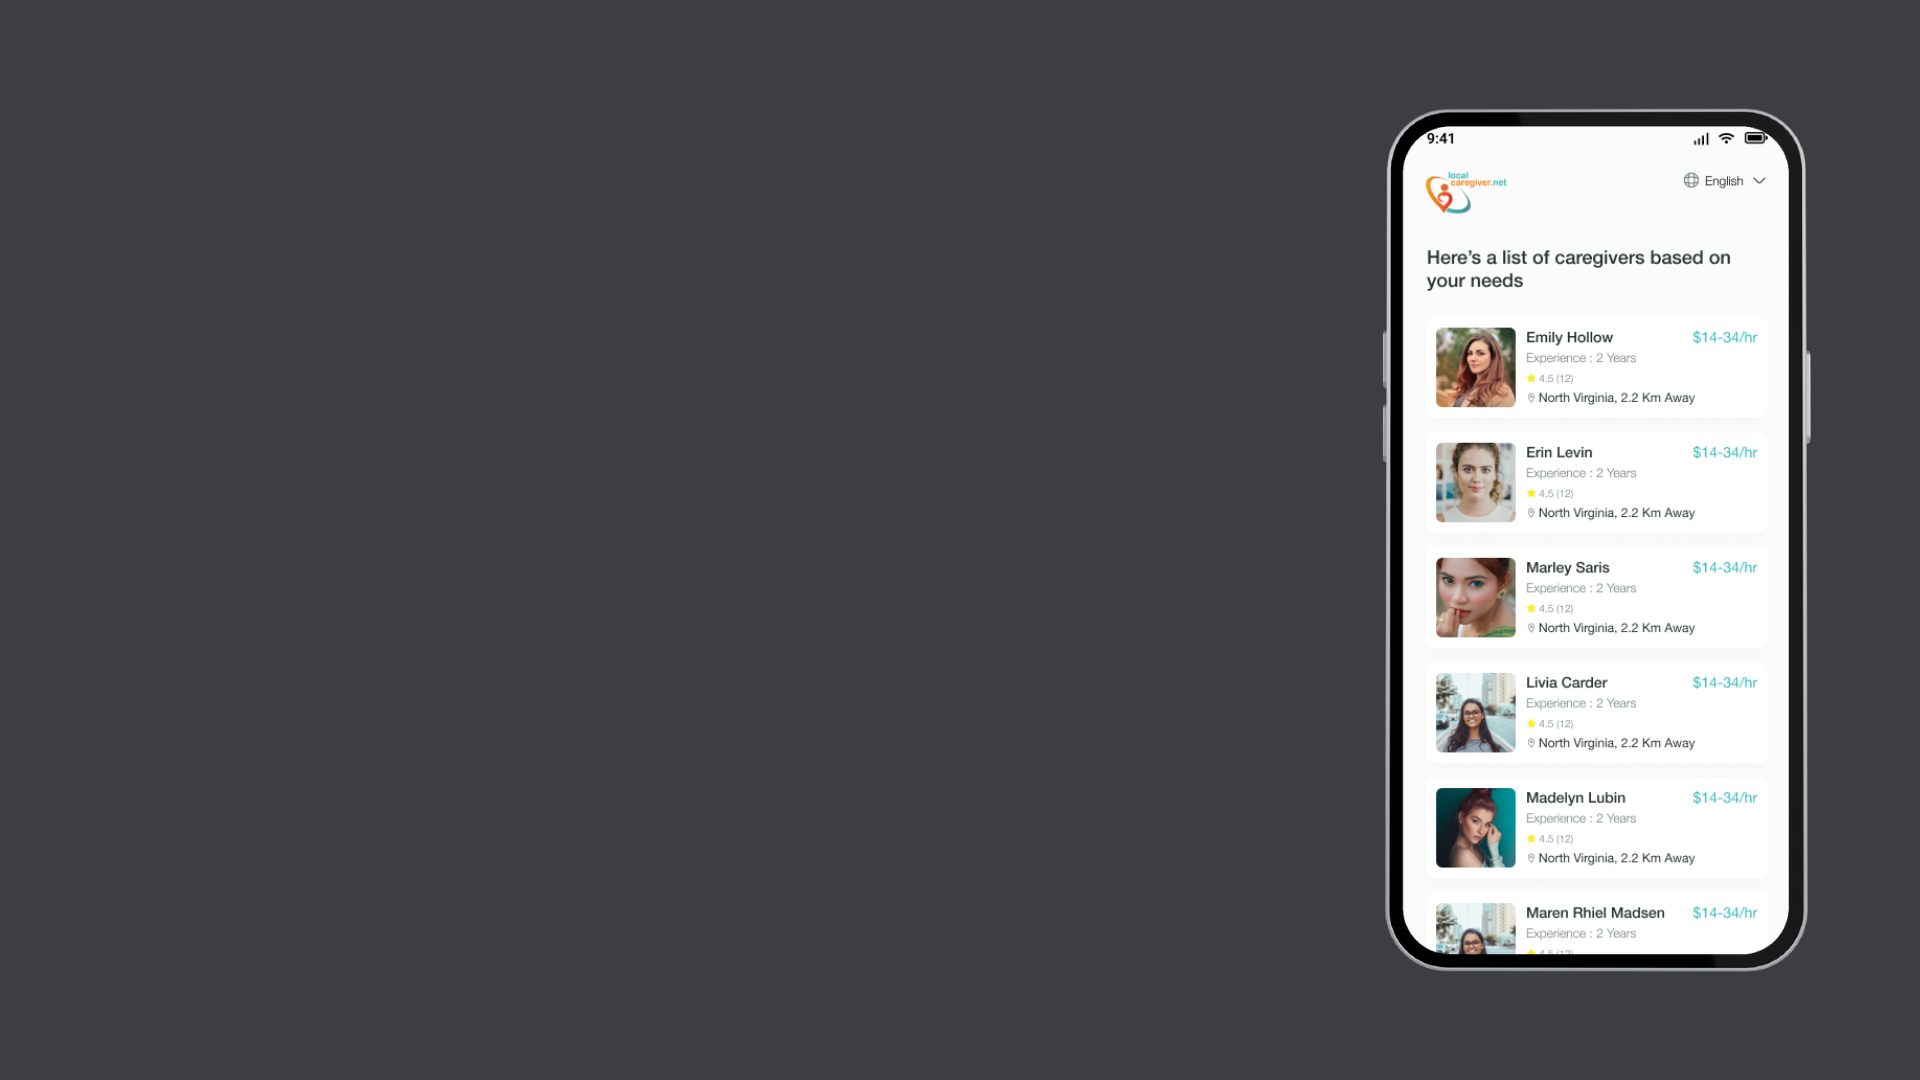 9:41
local
caregiver.net
English
Here's a list of caregivers based on
your needs
Emily Hollow $14-34/hr
Experience : 2 Years
4.5 (12)
North Virginia, 2.2 Km Away
Erin Levin $14-34/hr
Experience : 2 Years
4.5 (12)
North Virginia, 2.2 Km Away
Marley Saris $14-34/hr
Experience : 2 Years
4.5 (12)
North Virginia, 2.2 Km Away
Livia Carder $14-34/hr
Experience : 2 Years
4.5 (12)
North Virginia, 2.2 Km Away
Madelyn Lubin $14-34/hr
Experience : 2 Years
4.5 (12)
North Virginia, 2.2 Km Away
Maren Rhiel Madsen $14-34/hr
Experience : 2 Years